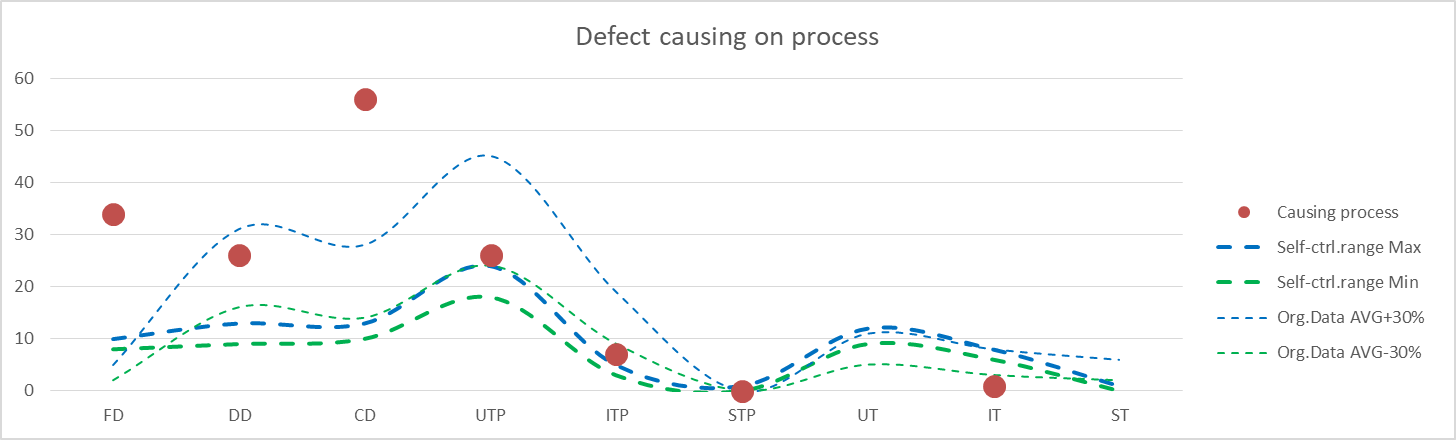 Defect causing on process
60
50
40
30
20
10
0
FD DD CD UTP ITP STP UT IT ST
Causing process
Self-ctrl.range Max
Self-ctrl.range Min
Org.Data AVG+30%
Org.Data AVG-30%